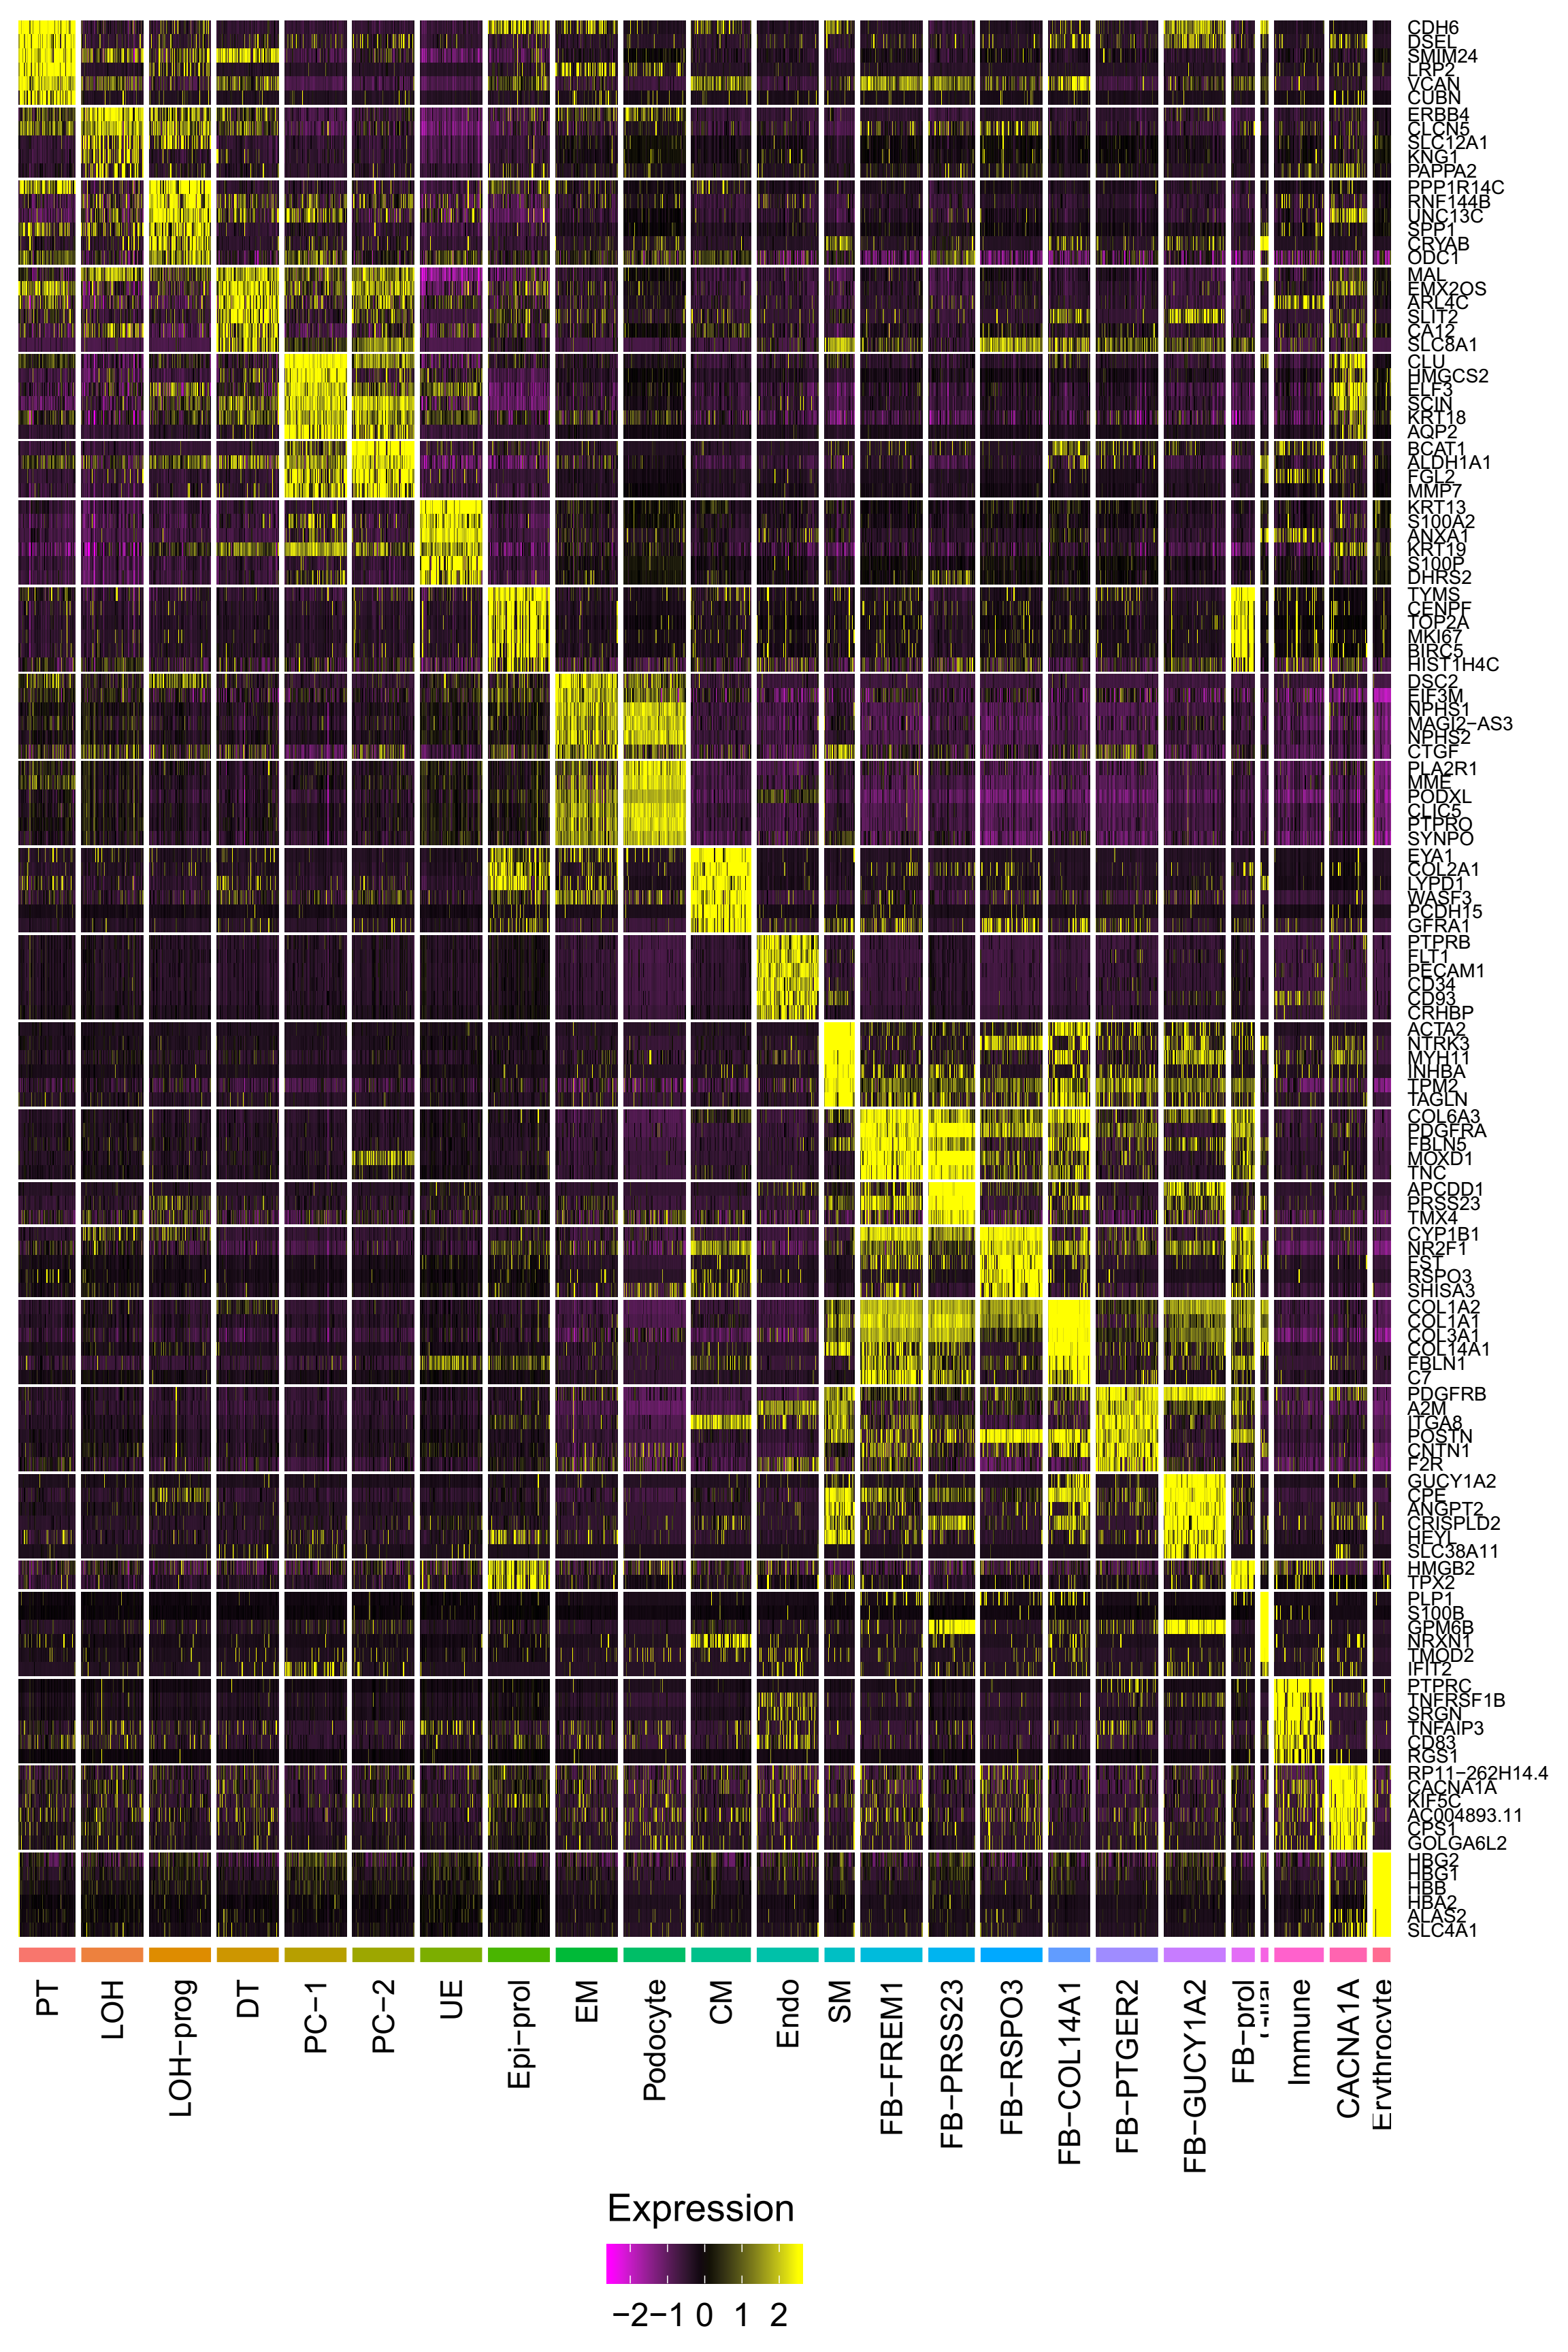 CDH6
DSEL
SMIM24
LRP2
VCAN
CUBN
ERBB4
CLCN5
SLC12A1
KNG1
PAPPA2
PPP1R14C
RNF144B
UNC13C
SPP1
CRYAB
ODC1
MAL
EMX2OS
ARL4C
SLIT2
CA12
SLC8A1
CLU
HMGCS2
ELF3
SCIN
KRT18
AQP2
BCAT1
ALDH1A1
FGL2
MMP7
KRT13
S100A2
ANXA1
KRT19
S100P
DHRS2
TYMS
CENPF
TOP2A
MKI67
BIRC5
HIST1H4C
DSC2
EIF3M
NPHS1
MAGI2−AS3
NPHS2
CTGF
PLA2R1
MME
PODXL
CLIC5
PTPRO
SYNPO
EYA1
COL2A1
LYPD1
WASF3
PCDH15
GFRA1
PTPRB
FLT1
PECAM1
CD34
CD93
CRHBP
ACTA2
NTRK3
MYH11
INHBA
TPM2
TAGLN
COL6A3
PDGFRA
FBLN5
MOXD1
TNC
APCDD1
PRSS23
TMX4
CYP1B1
NR2F1
FST
RSPO3
SHISA3
COL1A2
COL1A1
COL3A1
COL14A1
FBLN1
C7
PDGFRB
A2M
ITGA8
POSTN
CNTN1
F2R
GUCY1A2
CPE
ANGPT2
CRISPLD2
HEYL
SLC38A11
HMGB2
TPX2
PLP1
S100B
GPM6B
NRXN1
TMOD2
IFIT2
PTPRC
TNFRSF1B
SRGN
TNFAIP3
CD83
RGS1
RP11−262H14.4
CACNA1A
KIF5C
AC004893.11
CPS1
GOLGA6L2
HBG2
HBG1
HBB
HBA2
ALAS2
SLC4A1
PT
LOH
LOH−prog
DT
PC−1
PC−2
UE
Epi−prol
EM
Podocyte
CM
Endo
SM
FB−FREM1
FB−PRSS23
FB−RSPO3
FB−COL14A1
FB−PTGER2
FB−GUCY1A2
FB−prol
Immune
CACNA1A
Erythrocyte
Expression
−2 −1 0 1 2